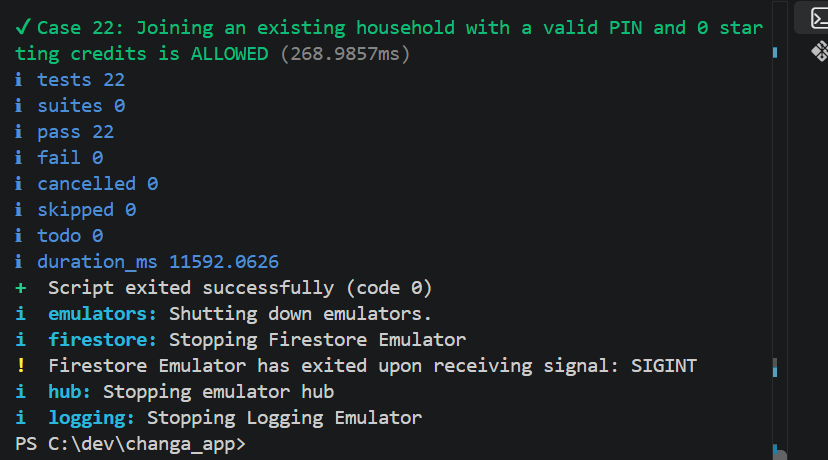 ✓ Case 22: Joining an existing household with a valid PIN and 0 star
ting credits is ALLOWED (268.9857ms)
ℹ tests 22
ℹ suites 0
ℹ pass 22
ℹ fail 0
ℹ cancelled 0
ℹ skipped 0
ℹ todo 0
ℹ duration_ms 11592.0626
+  Script exited successfully (code 0)
i  emulators: Shutting down emulators.
i  firestore: Stopping Firestore Emulator
!  Firestore Emulator has exited upon receiving signal: SIGINT
i  hub: Stopping emulator hub
i  logging: Stopping Logging Emulator
PS C:\dev\changa_app>